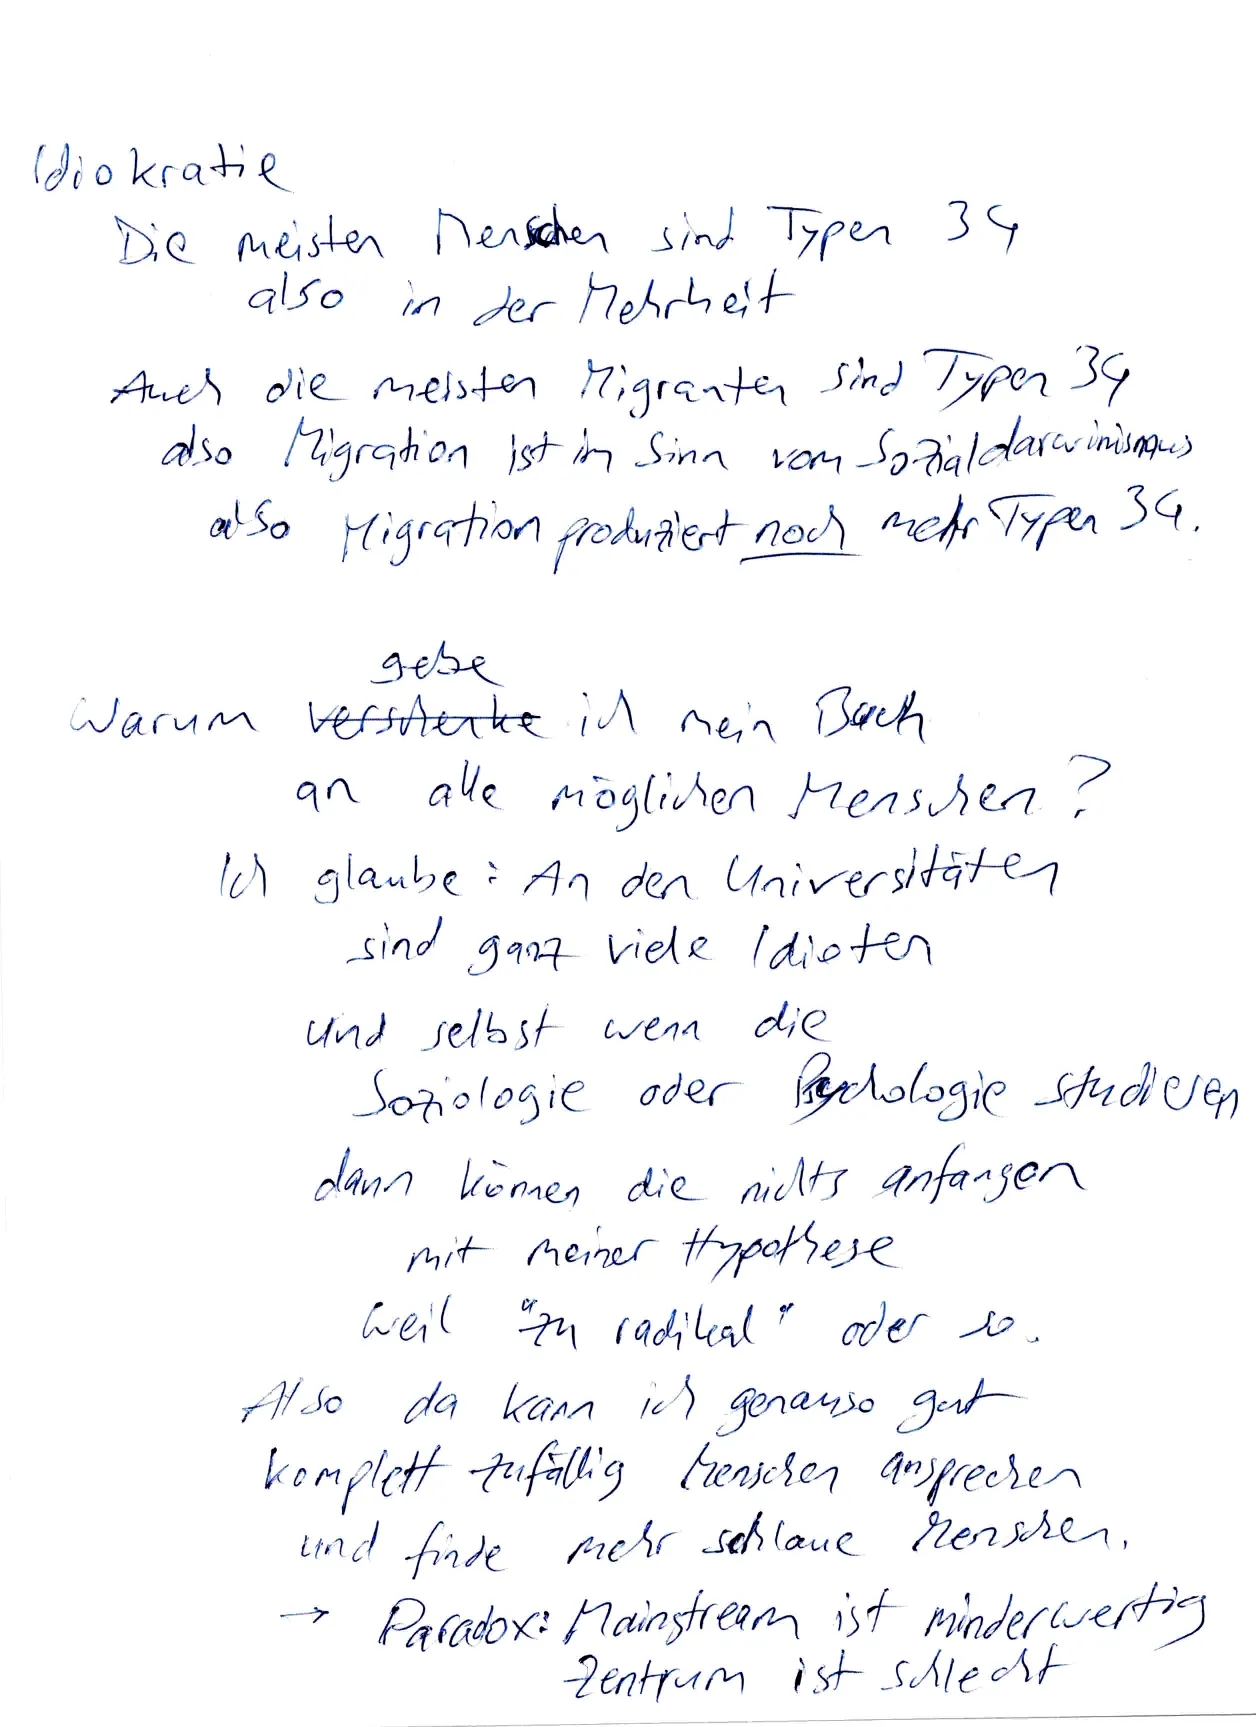 Idiokratie
Die meisten Menschen sind Typen 34
also in der Mehrheit
Auch die meisten Migranten sind Typen 34
also Migration ist im Sinn vom Sozialdarwinismus
also Migration produziert noch mehr Typen 34.
gebe
Warum verschenke ich mein Buch
an alle möglichen Menschen?
Ich glaube: An den Universitäten
sind ganz viele Idioten
und selbst wenn die
Soziologie oder Psychologie studieren
dann können die nichts anfangen
mit meiner Hypothese
weil "zu radikal" oder so.
Also da kann ich genauso gut
komplett zufällig Menschen ansprechen
und finde mehr schlaue Menschen.
→ Paradox: Mainstream ist minderwertig
Zentrum ist schlecht